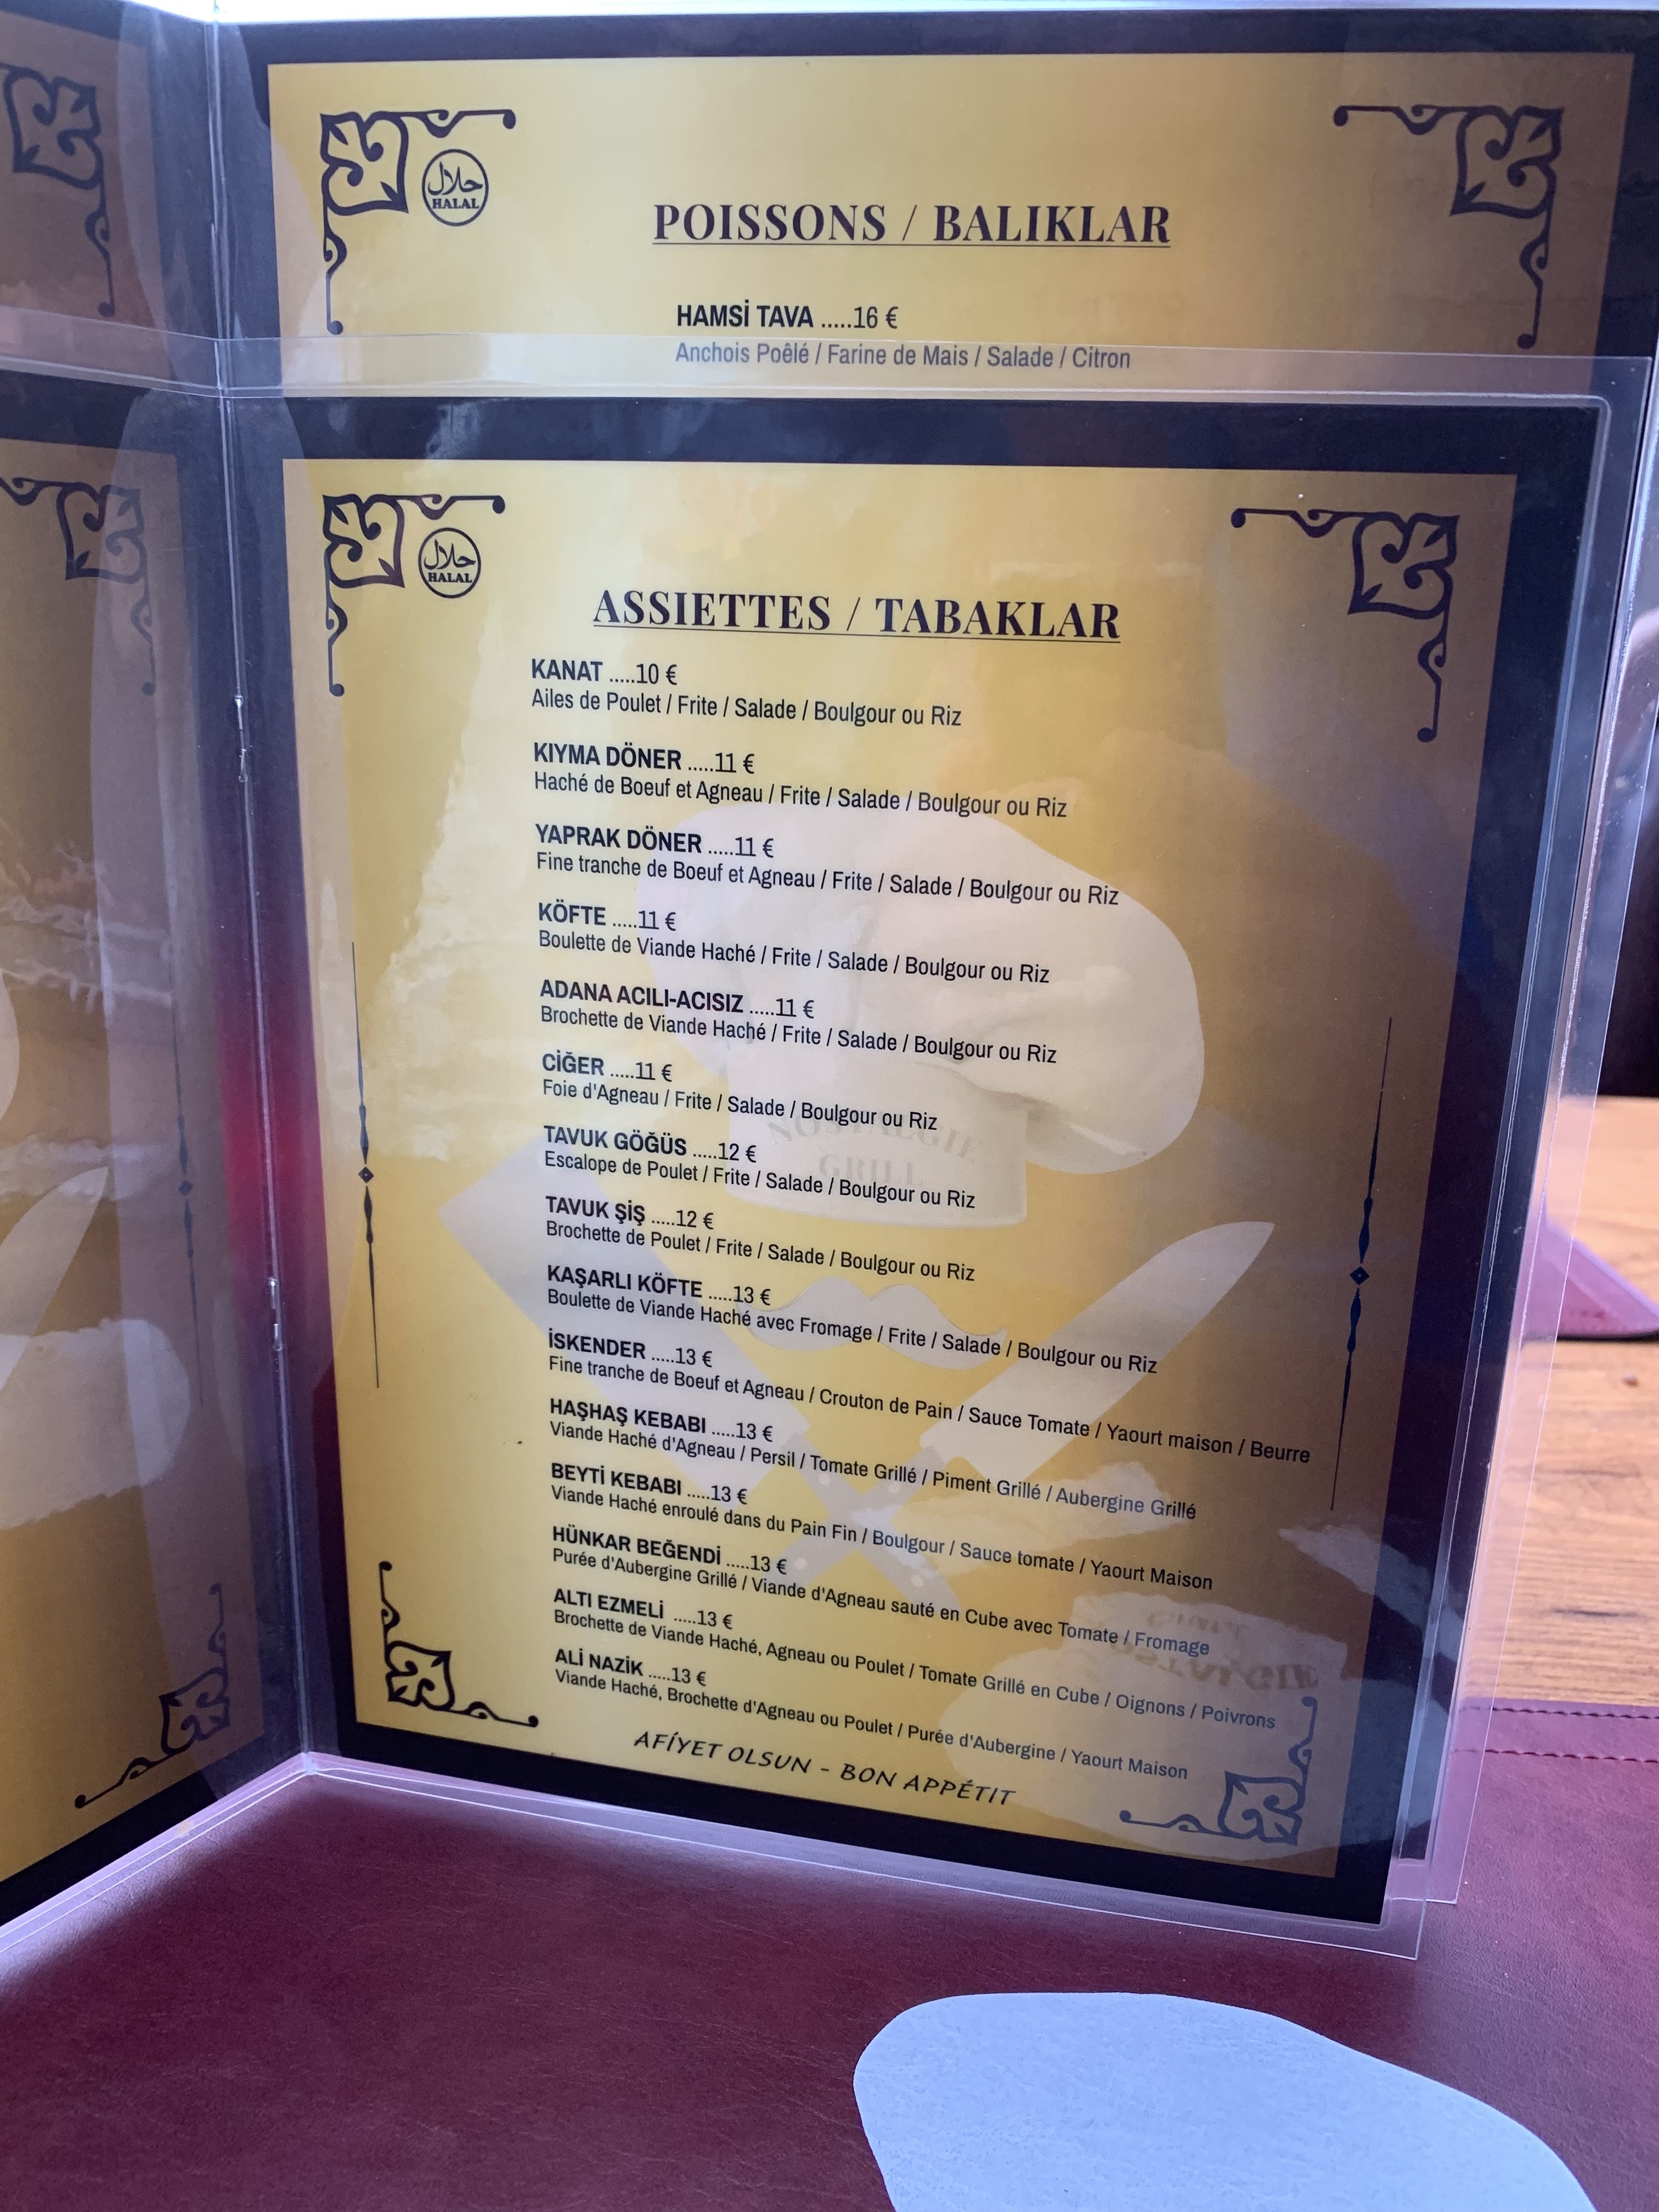 حلال
HALAL
POISSONS / BALIKLAR
HAMSİ TAVA .....16 €
Anchois Poêlé / Farine de Mais / Salade / Citron
حلال
HALAL
ASSIETTES / TABAKLAR
KANAT .....10 €
Ailes de Poulet / Frite / Salade / Boulgour ou Riz
KIYMA DÖNER .....11 €
Haché de Boeuf et Agneau / Frite / Salade / Boulgour ou Riz
YAPRAK DÖNER .....11 €
Fine tranche de Boeuf et Agneau / Frite / Salade / Boulgour ou Riz
KÖFTE .....11 €
Boulette de Viande Haché / Frite / Salade / Boulgour ou Riz
ADANA ACILI-ACISIZ .....11 €
Brochette de Viande Haché / Frite / Salade / Boulgour ou Riz
CİĞER .....11 €
Foie d'Agneau / Frite / Salade / Boulgour ou Riz
NOSTALGIE
GRILL
TAVUK GÖĞÜS .....12 €
Escalope de Poulet / Frite / Salade / Boulgour ou Riz
TAVUK ŞİŞ .....12 €
Brochette de Poulet / Frite / Salade / Boulgour ou Riz
KAŞARLI KÖFTE .....13 €
Boulette de Viande Haché avec Fromage / Frite / Salade / Boulgour ou Riz
İSKENDER .....13 €
Fine tranche de Boeuf et Agneau / Crouton de Pain / Sauce Tomate / Yaourt maison / Beurre
HAŞHAŞ KEBABI .....13 €
Viande Haché d'Agneau / Persil / Tomate Grillé / Piment Grillé / Aubergine Grillé
BEYTİ KEBABI .....13 €
Viande Haché enroulé dans du Pain Fin / Boulgour / Sauce tomate / Yaourt Maison
HÜNKAR BEĞENDİ .....13 €
Purée d'Aubergine Grillé / Viande d'Agneau sauté en Cube avec Tomate / Fromage
ALTI EZMELİ .....13 €
Brochette de Viande Haché, Agneau ou Poulet / Tomate Grillé en Cube / Oignons / Poivrons
ALİ NAZİK .....13 €
Viande Haché, Brochette d'Agneau ou Poulet / Purée d'Aubergine / Yaourt Maison
AFİYET OLSUN - BON APPÉTIT